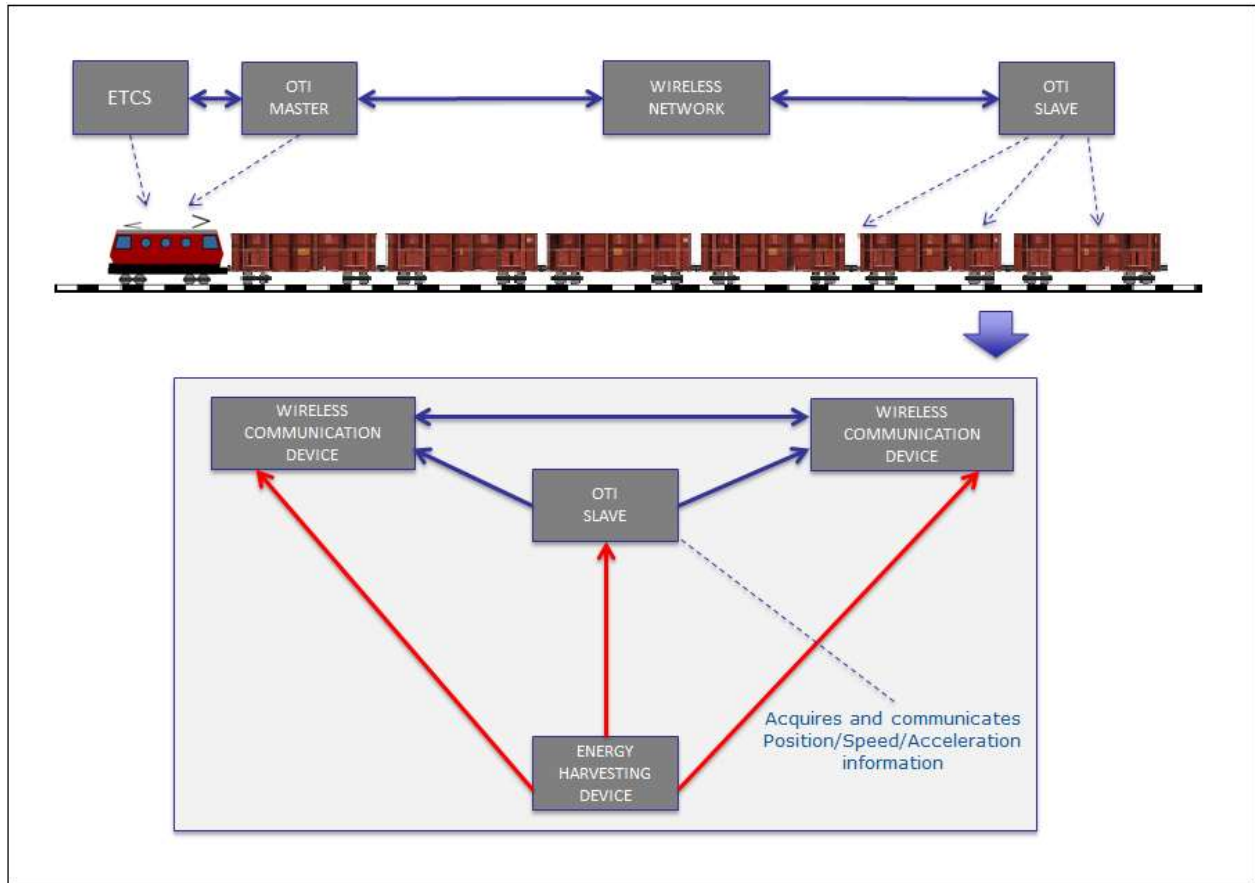 ETCS
OTI
MASTER
WIRELESS
NETWORK
OTI
SLAVE
WIRELESS
COMMUNICATION
DEVICE
WIRELESS
COMMUNICATION
DEVICE
OTI
SLAVE
Acquires and communicates
Position/Speed/Acceleration
information
ENERGY
HARVESTING
DEVICE